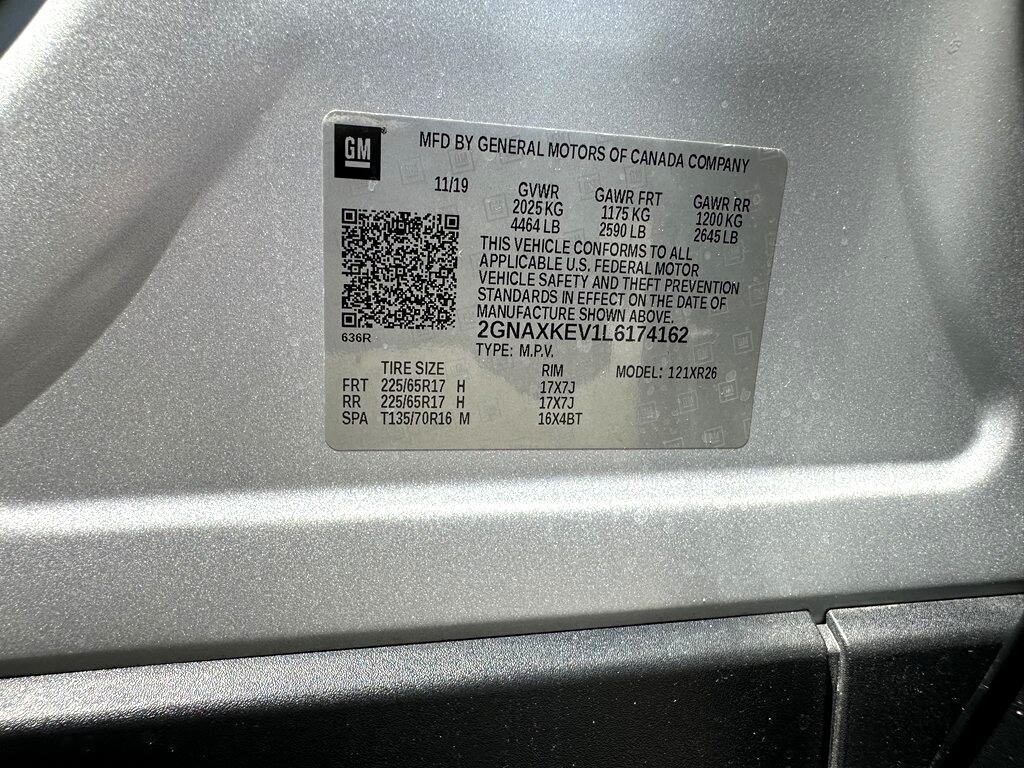 GM
MFD BY GENERAL MOTORS OF CANADA COMPANY
11/19 GVWR GAWR FRT GAWR RR
2025 KG 1175 KG 1200 KG
4464 LB 2590 LB 2645 LB
THIS VEHICLE CONFORMS TO ALL
APPLICABLE U.S. FEDERAL MOTOR
VEHICLE SAFETY AND THEFT PREVENTION
STANDARDS IN EFFECT ON THE DATE OF
MANUFACTURE SHOWN ABOVE.
636R
2GNAXKEV1L6174162
TYPE: M.P.V.
TIRE SIZE RIM MODEL: 121XR26
FRT 225/65R17 H 17X7J
RR 225/65R17 H 17X7J
SPA T135/70R16 M 16X4BT